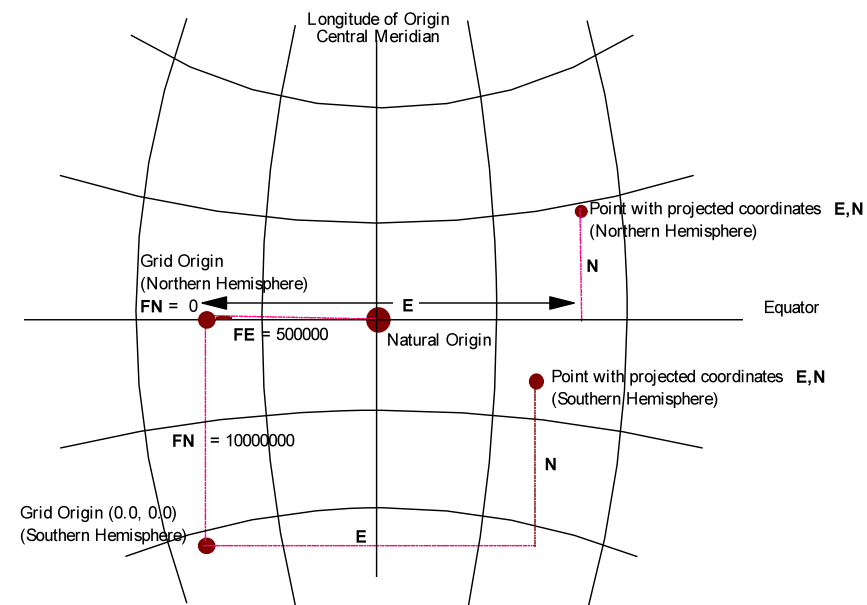 Longitude of Origin
Central Meridian
Point with projected coordinates E,N
(Northern Hemisphere)
Grid Origin
(Northern Hemisphere)
N
FN = 0
E
Equator
FE = 500000
Natural Origin
Point with projected coordinates E,N
(Southern Hemisphere)
FN = 10000000
N
Grid Origin (0.0, 0.0)
(Southern Hemisphere)
E